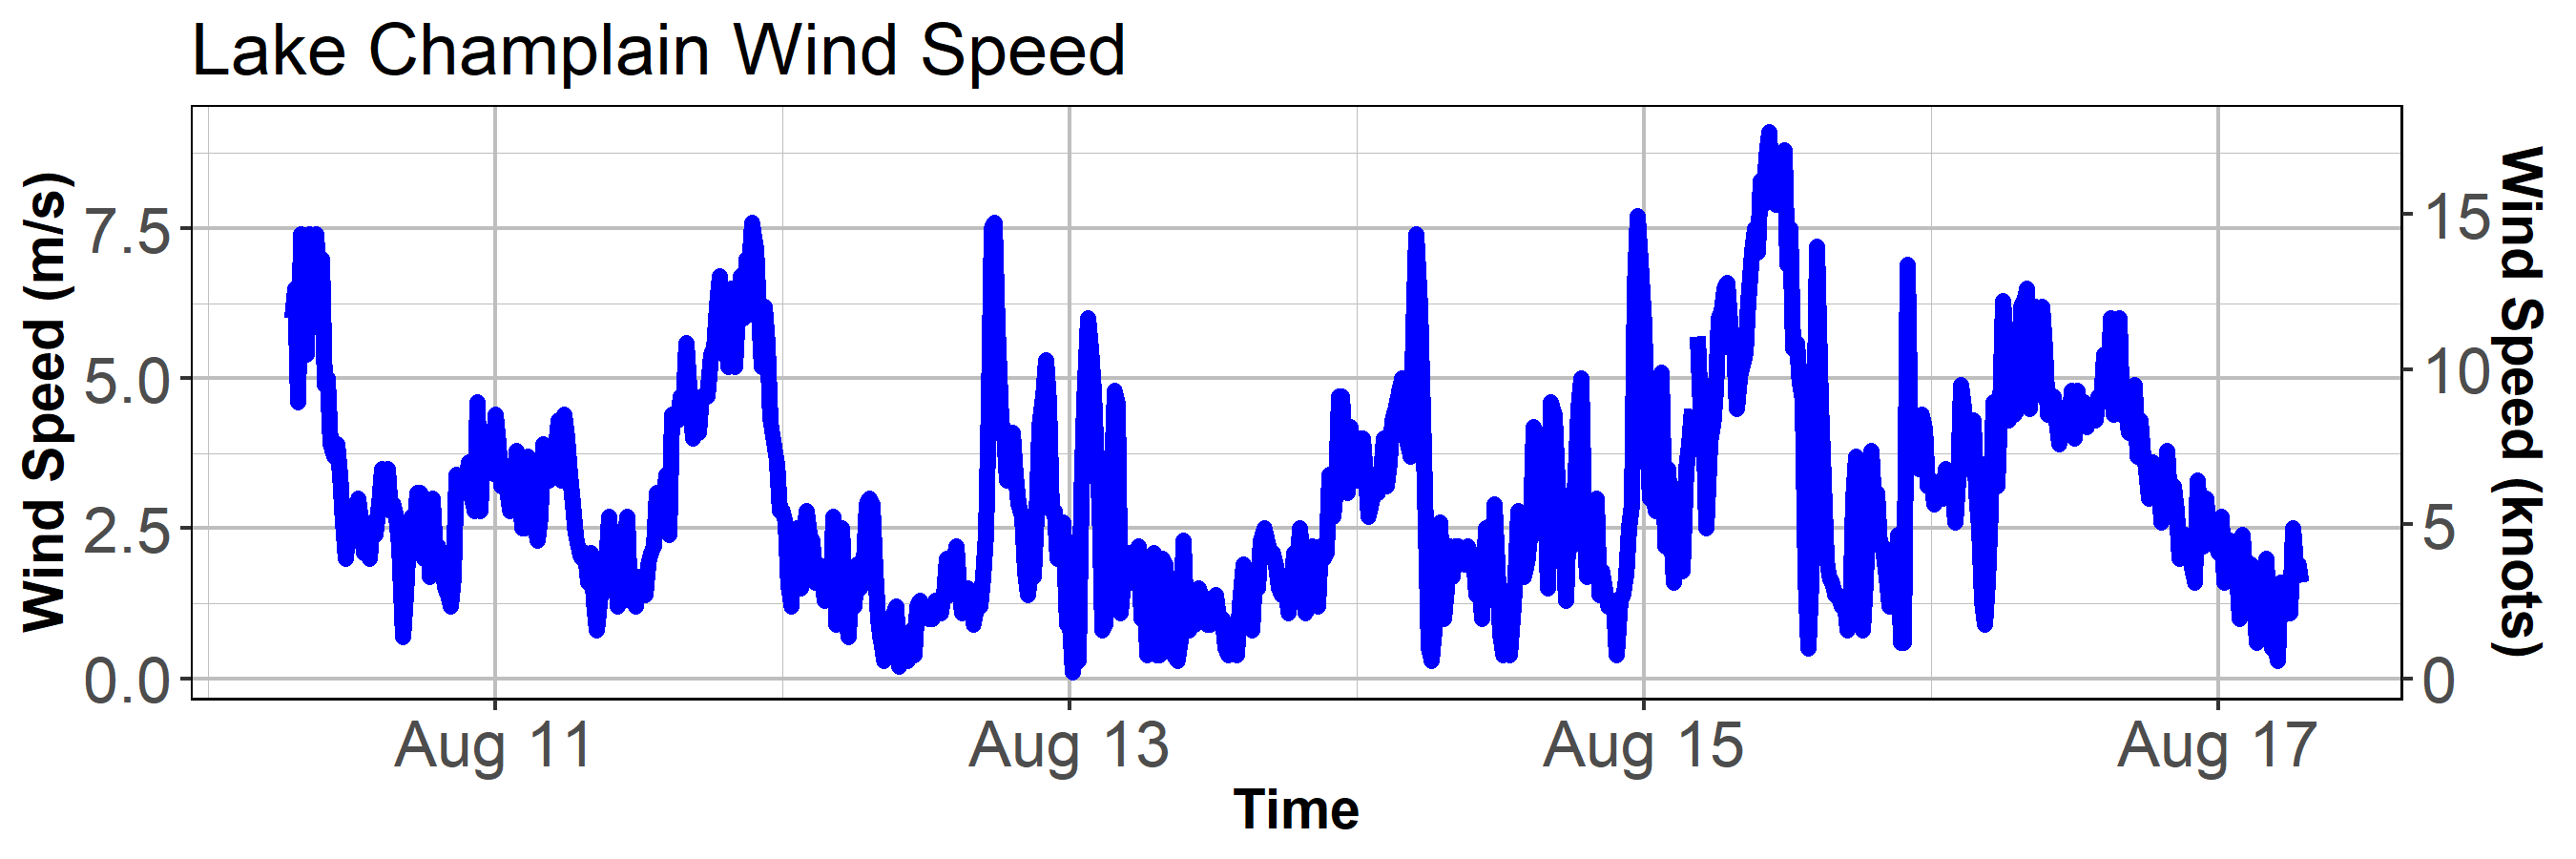 Lake Champlain Wind Speed
Wind Speed (m/s)
7.5
5.0
2.5
0.0
15
10
5
0
Wind Speed (knots)
Aug 11
Aug 13
Aug 15
Aug 17
Time